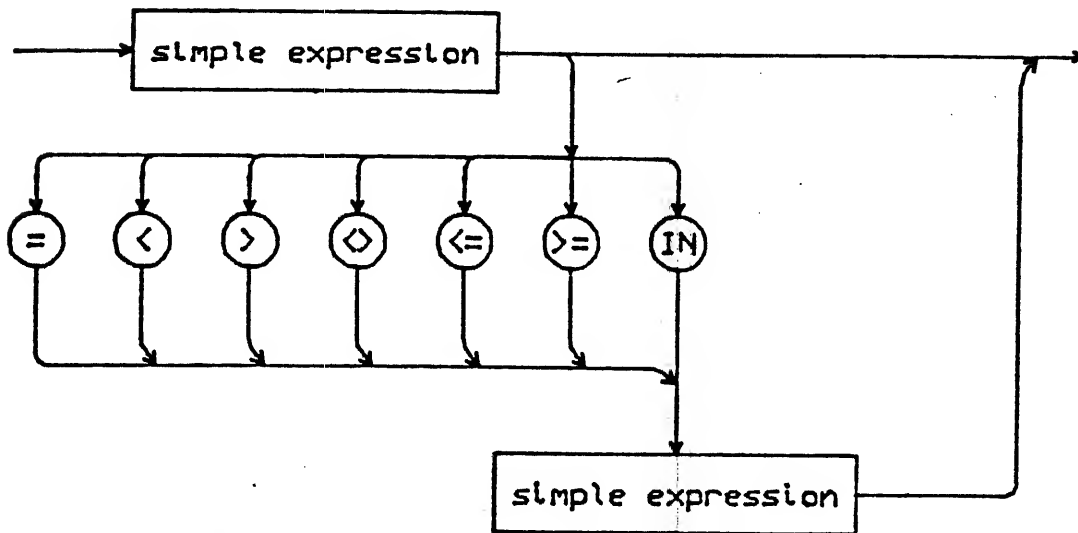 simple expression
= < > <> <= >= IN
simple expression